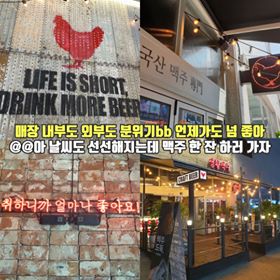 LIFE IS SHORT,
DRINK MORE BEER
국산 맥주 專門
매장 내부도 외부도 분위기bb 언제가도 넘 좋아
@@아 날씨도 선선해지는데 맥주 한 잔 하러 가자
취하니까 얼마나 좋아요!